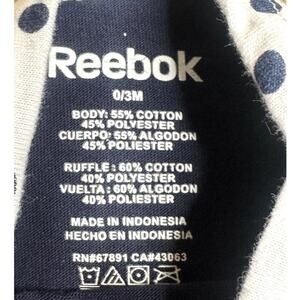 Reebok
0/3M
BODY: 55% COTTON
45% POLYESTER
CUERPO: 55% ALGODON
45% POLIESTER
RUFFLE: 60% COTTON
40% POLYESTER
VUELTA: 60% ALGODON
40% POLIESTER
MADE IN INDONESIA
HECHO EN INDONESIA
RN#67891 CA#43063